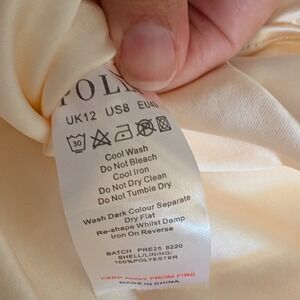 UK12 US8
30
Cool Wash
Do Not Bleach
Cool Iron
Do Not Dry Clean
Do Not Tumble Dry
Wash Dark Colour Separate
Dry Flat
Re-shape Whilst Damp
Iron On Reverse
BATCH PRE25 8220
SHELL/LINING:
100%POLYESTER
KEEP AWAY FROM FIRE
MADE IN CHINA